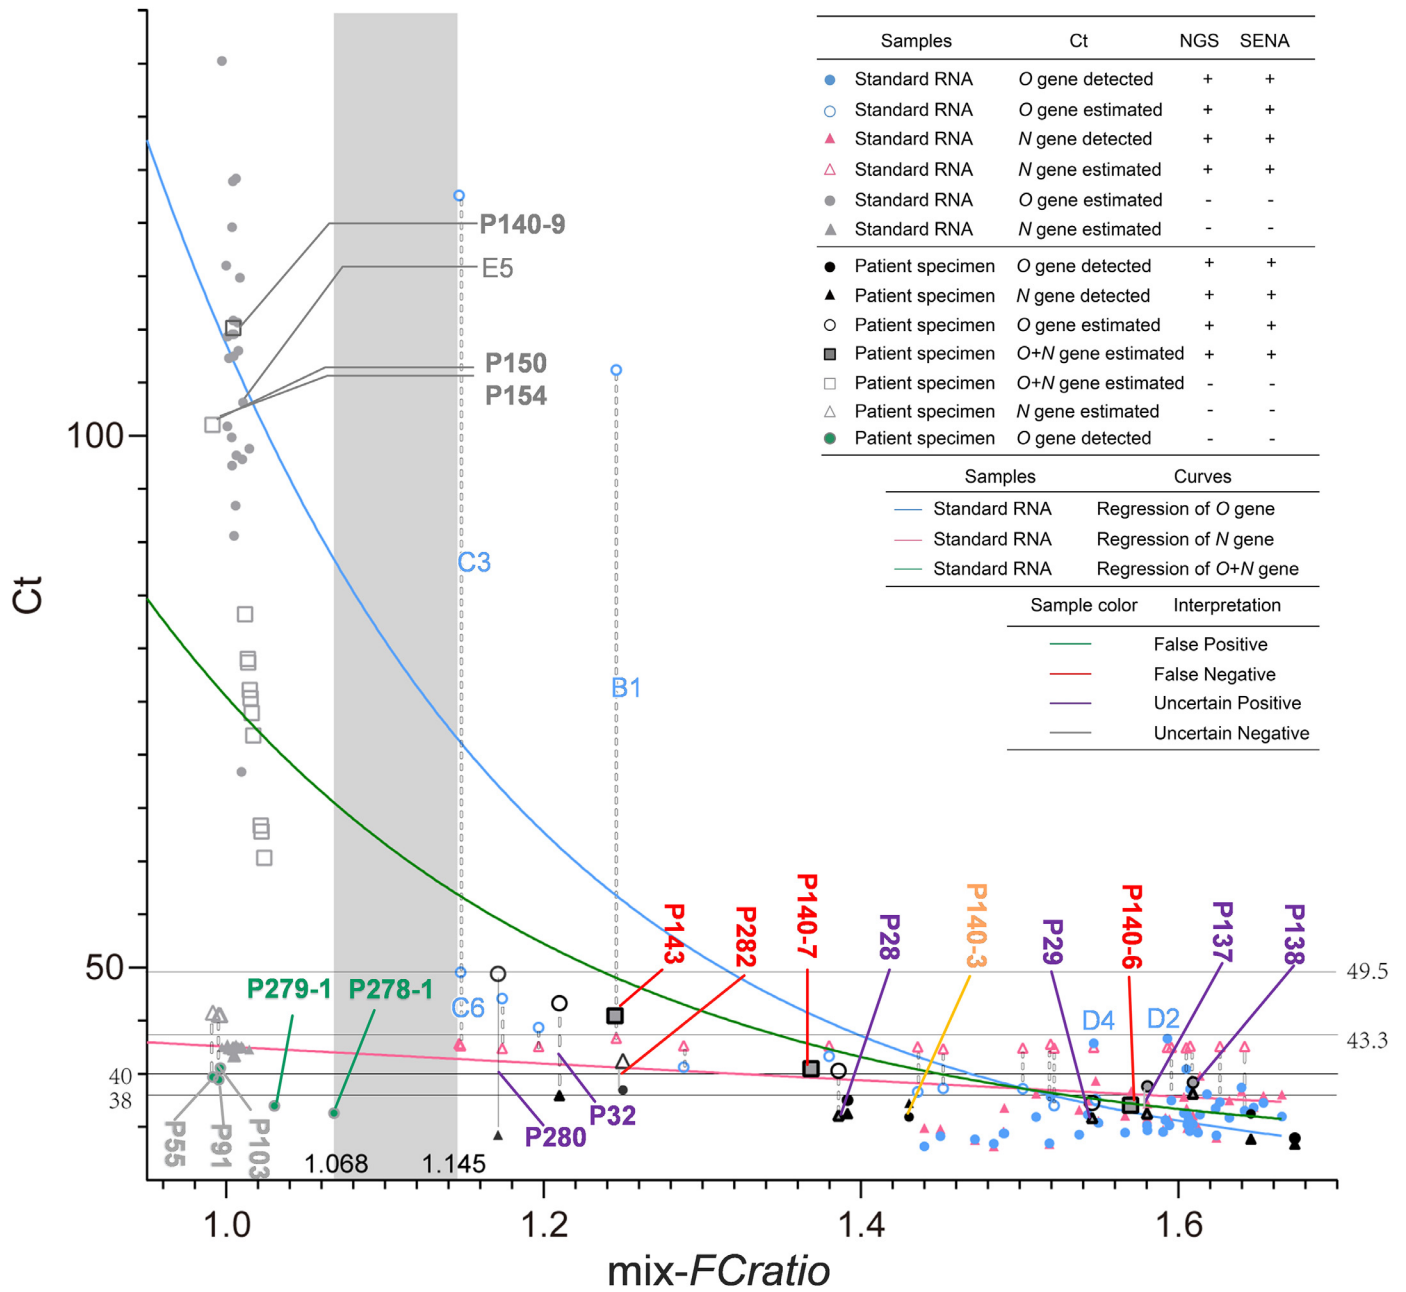 Samples Ct NGS SENA
Standard RNA O gene detected + +
Standard RNA O gene estimated + +
Standard RNA N gene detected + +
Standard RNA N gene estimated + +
Standard RNA O gene estimated - -
Standard RNA N gene estimated - -
Patient specimen O gene detected + +
Patient specimen N gene detected + +
Patient specimen O gene estimated + +
Patient specimen O+N gene estimated + +
Patient specimen O+N gene estimated - -
Patient specimen N gene estimated - -
Patient specimen O gene detected - -
Samples Curves
Standard RNA Regression of O gene
Standard RNA Regression of N gene
Standard RNA Regression of O+N gene
Sample color Interpretation
False Positive
False Negative
Uncertain Positive
Uncertain Negative
P140-9
E5
P150
P154
100
C3
Ct
B1
P143
P282
P140-7
P28
P140-3
P29
P140-6
P137
P138
50
49.5
P279-1 P278-1
C6
D4 D2
43.3
40
38
P32
P280
P55
P91
P103
1.068 1.145
1.0 1.2 1.4 1.6
mix-FCratio